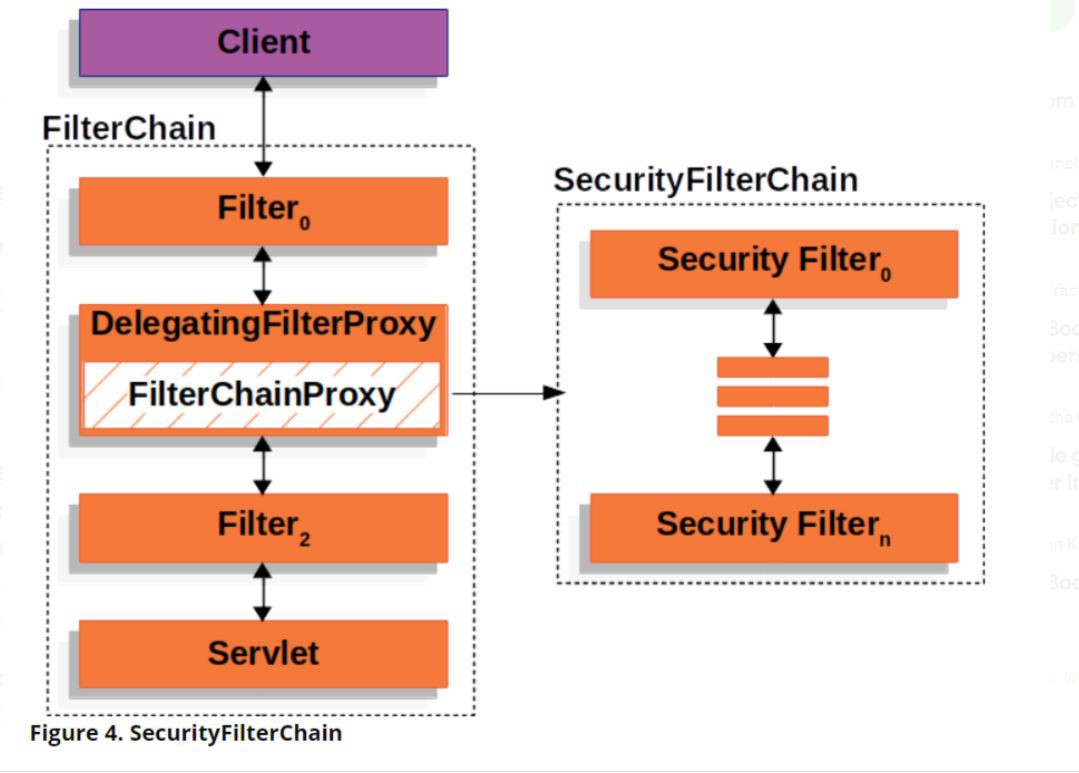 Client
FilterChain
Filter0
DelegatingFilterProxy
FilterChainProxy
Filter2
Servlet
SecurityFilterChain
Security Filter0
Security Filtern
Figure 4. SecurityFilterChain